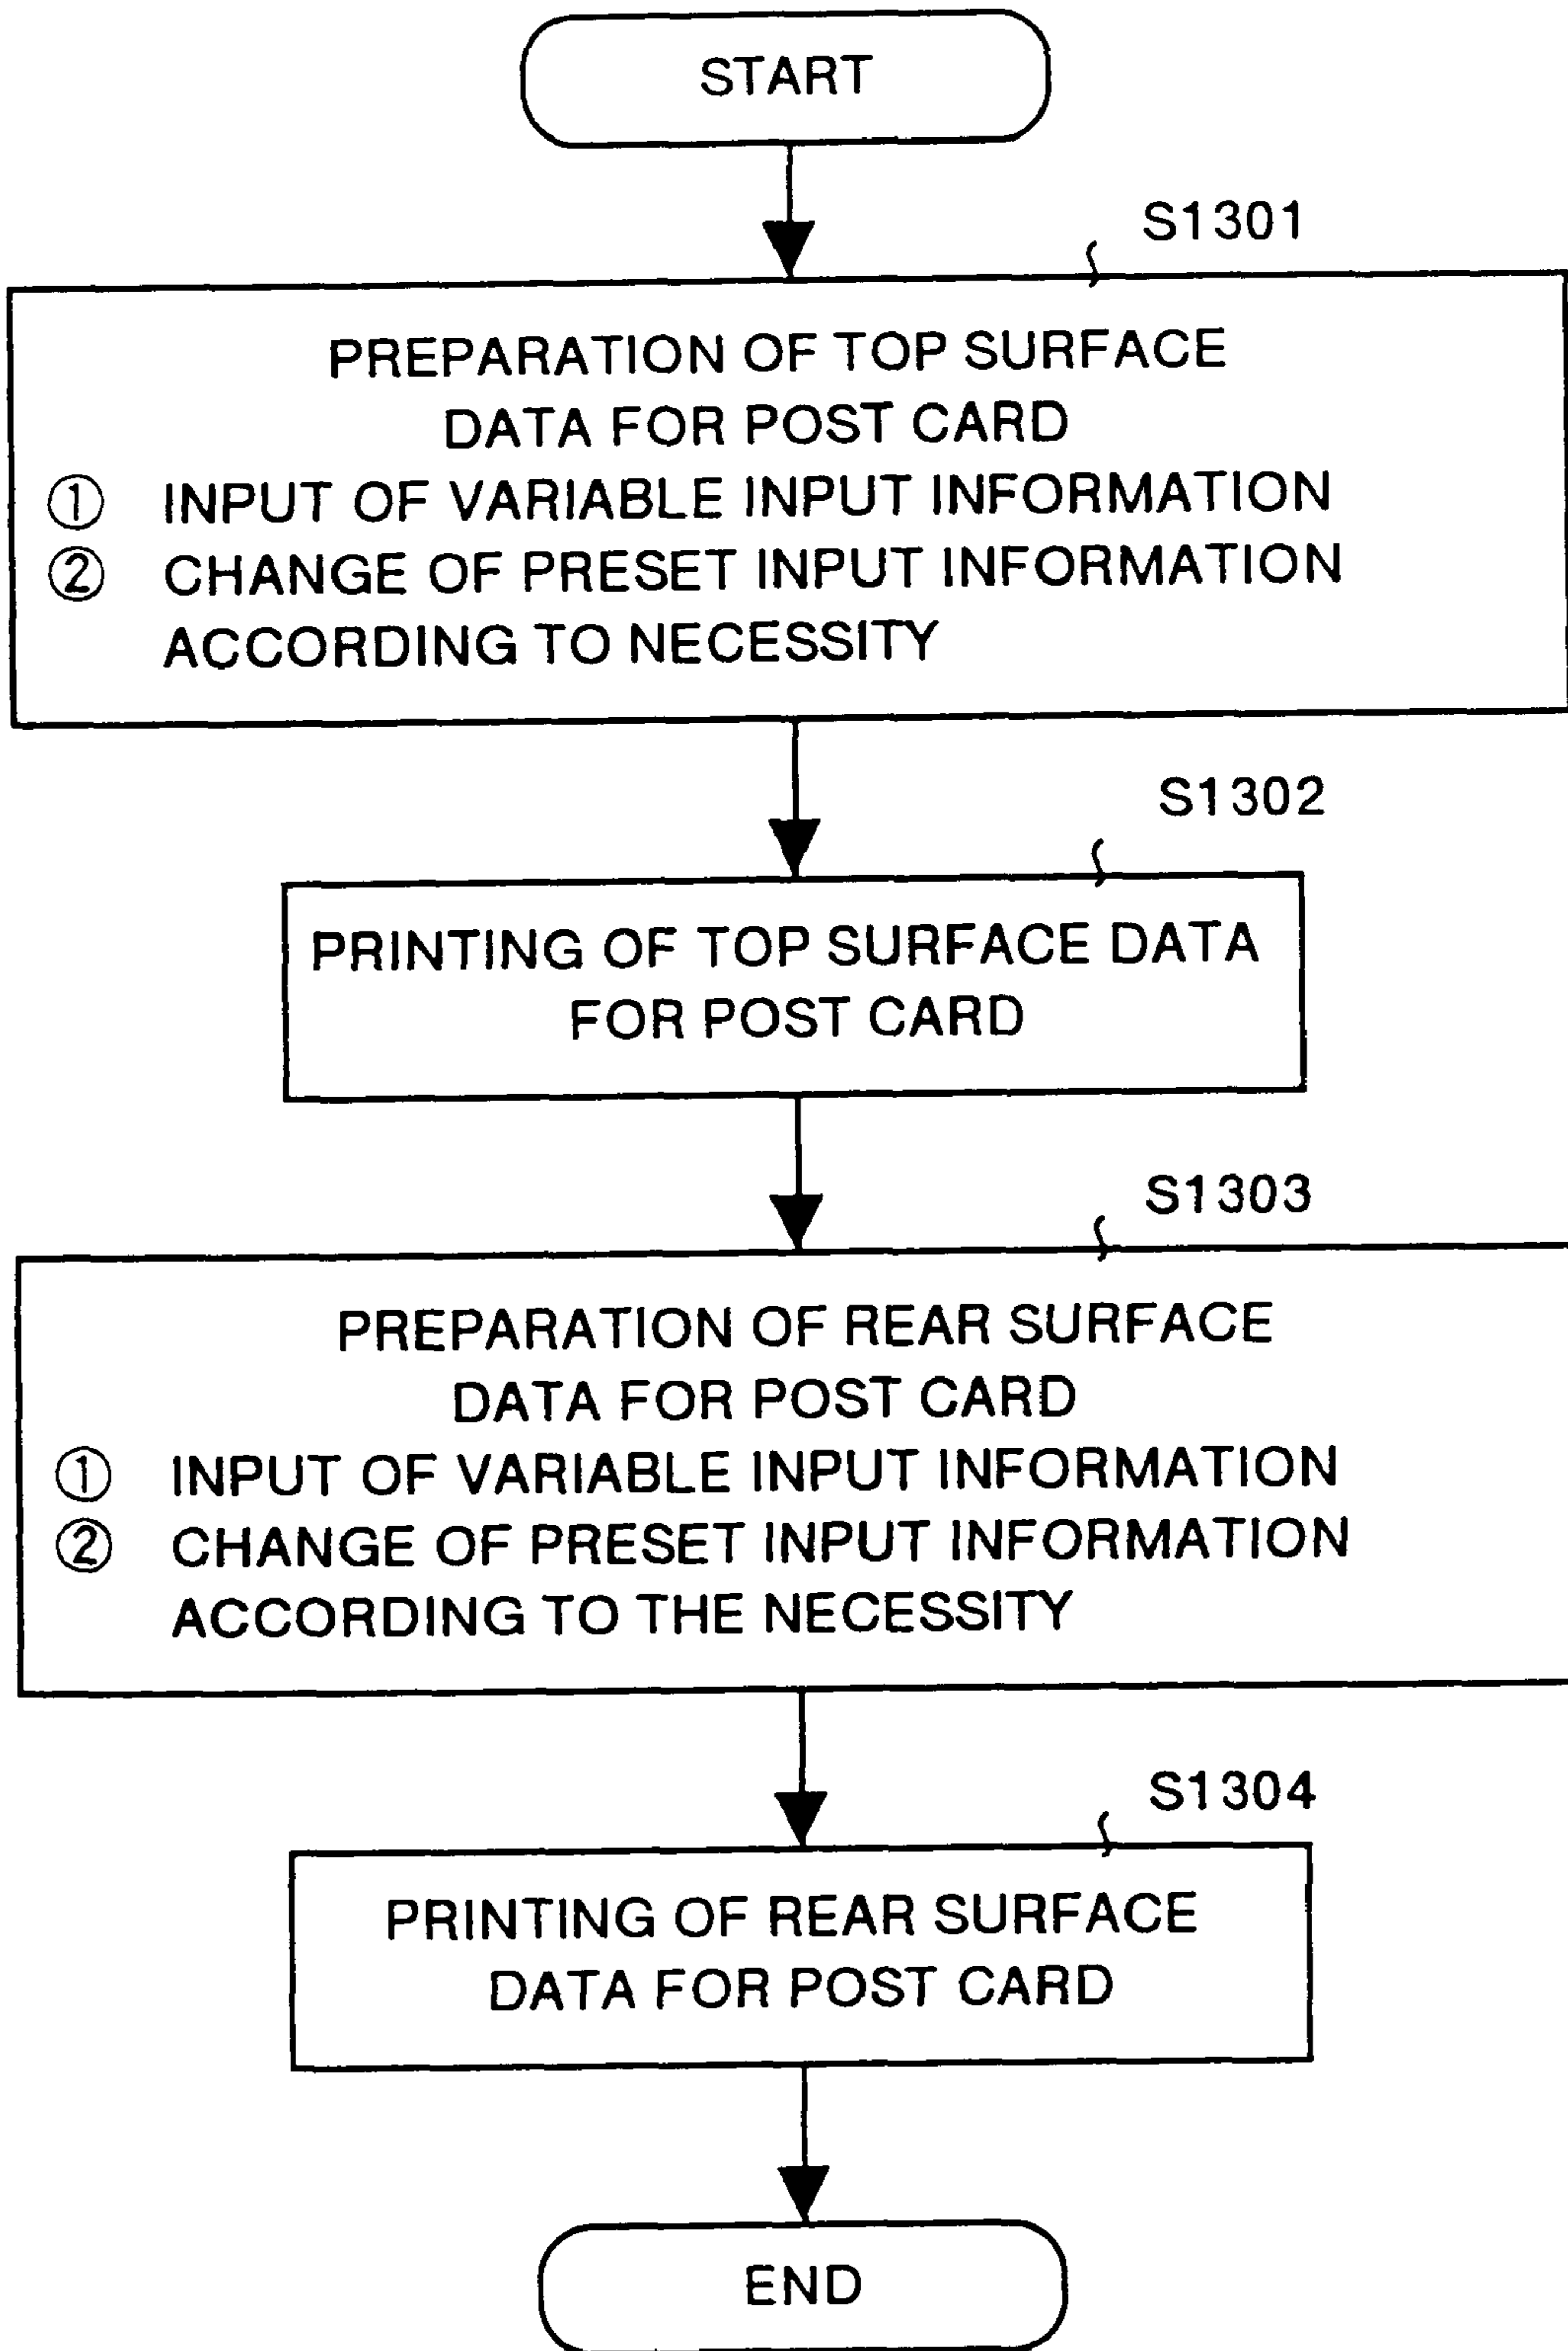 START
S1301
PREPARATION OF TOP SURFACE
DATA FOR POST CARD
① INPUT OF VARIABLE INPUT INFORMATION
② CHANGE OF PRESET INPUT INFORMATION
ACCORDING TO NECESSITY
S1302
PRINTING OF TOP SURFACE DATA
FOR POST CARD
S1303
PREPARATION OF REAR SURFACE
DATA FOR POST CARD
① INPUT OF VARIABLE INPUT INFORMATION
② CHANGE OF PRESET INPUT INFORMATION
ACCORDING TO THE NECESSITY
S1304
PRINTING OF REAR SURFACE
DATA FOR POST CARD
END